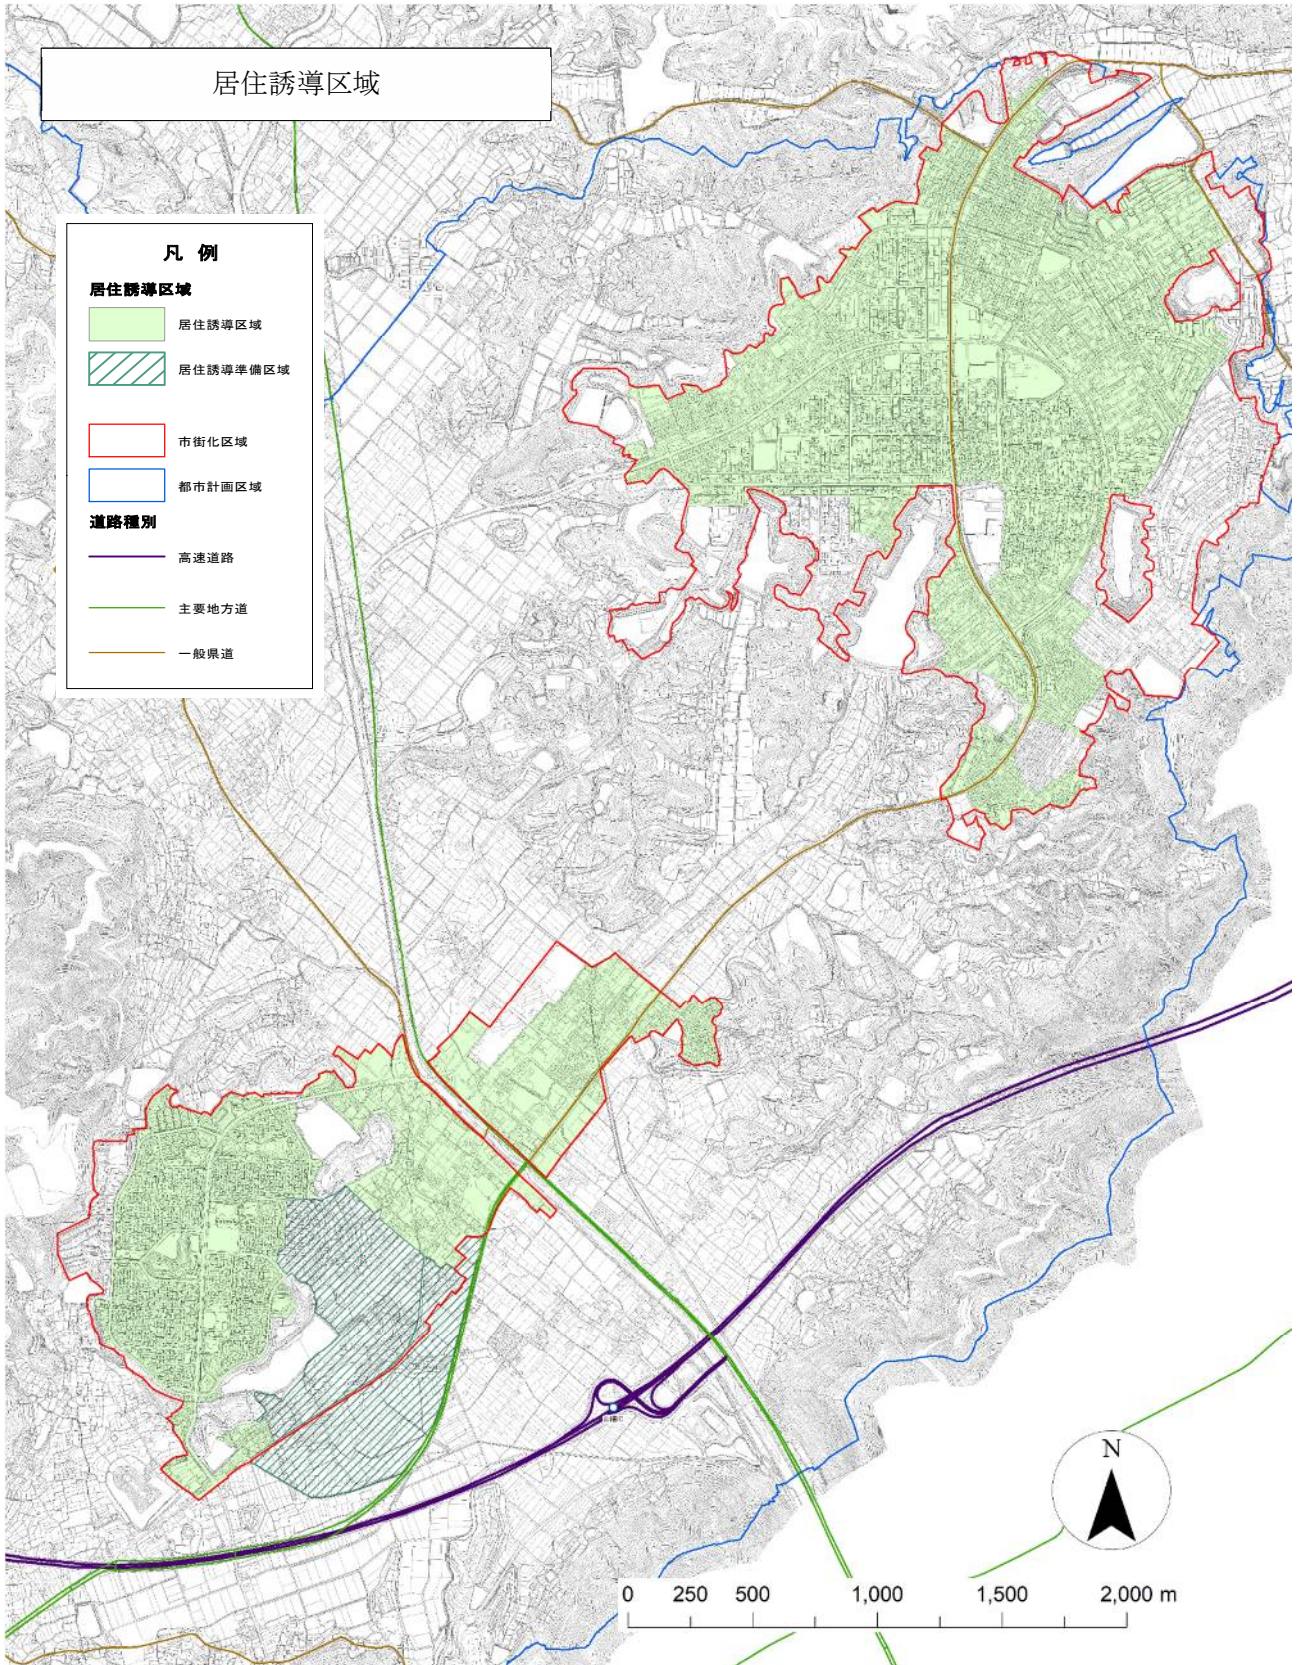 居住誘導区域
凡 例
居住誘導区域
居住誘導区域
居住誘導準備区域
市街化区域
都市計画区域
道路種別
高速道路
主要地方道
一般県道
N
0 250 500 1,000 1,500 2,000 m